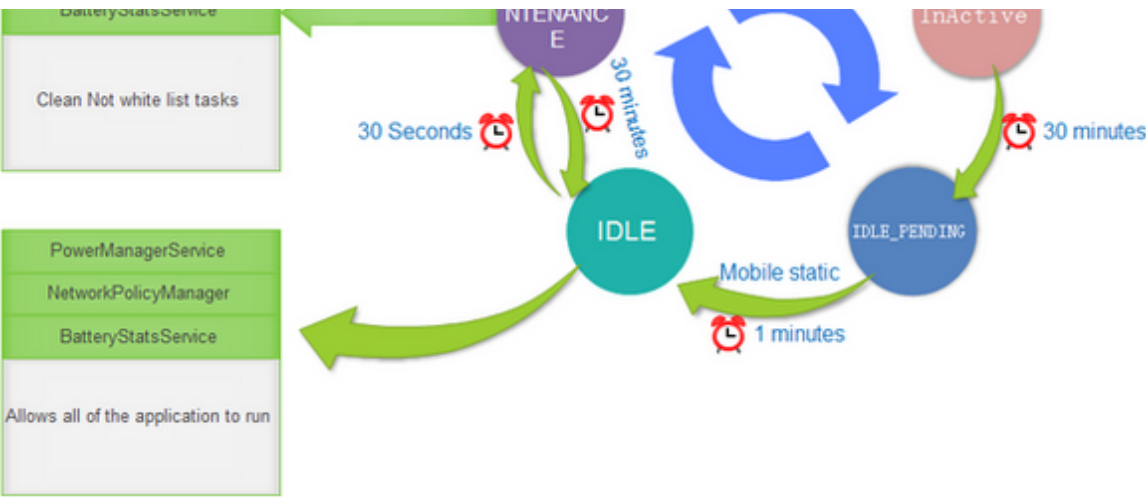 BatteryStatsService
NTENANC
E
InActive
Clean Not white list tasks
30 Seconds
30 minutes
30 minutes
IDLE
IDLE_PENDING
PowerManagerService
NetworkPolicyManager
BatteryStatsService
Mobile static
1 minutes
Allows all of the application to run